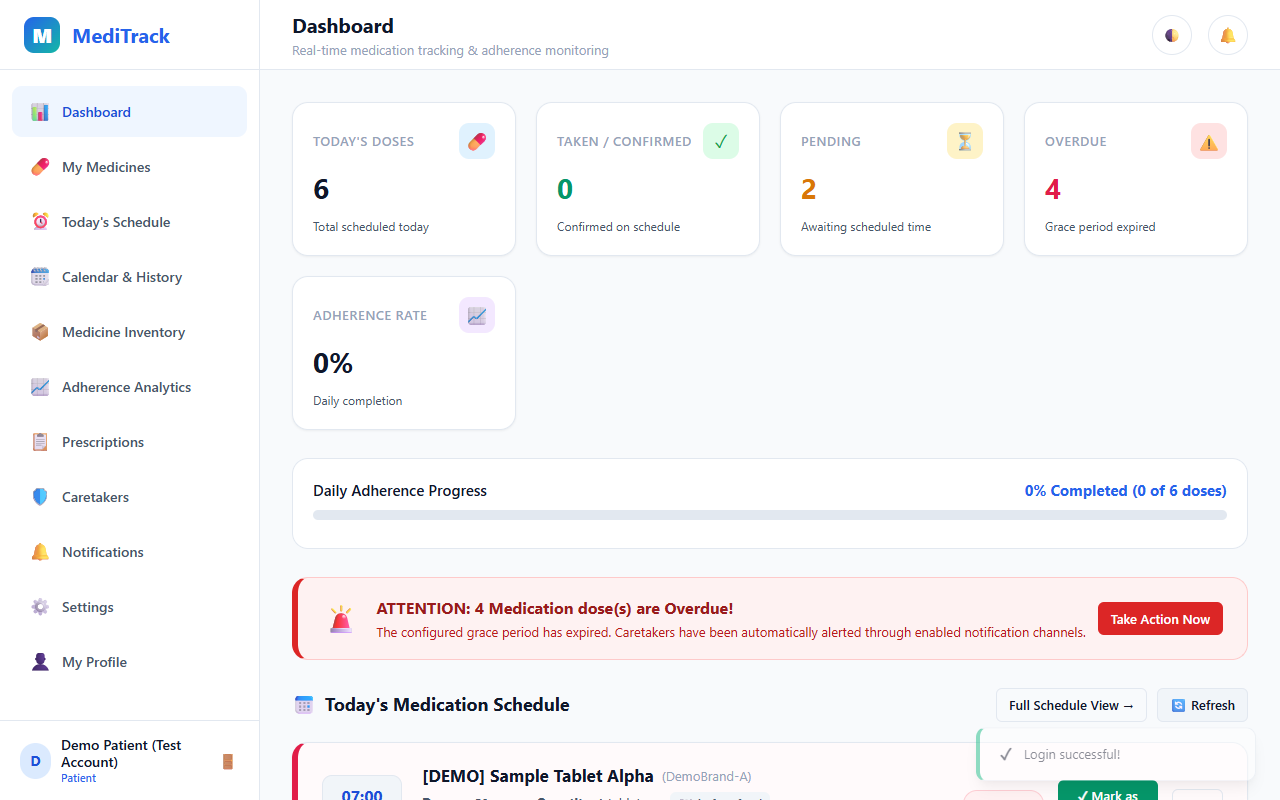 M MediTrack
Dashboard
Real-time medication tracking & adherence monitoring
Dashboard
My Medicines
Today's Schedule
Calendar & History
Medicine Inventory
Adherence Analytics
Prescriptions
Caretakers
Notifications
Settings
My Profile
D
Demo Patient (Test
Account)
Patient
TODAY'S DOSES
6
Total scheduled today
TAKEN / CONFIRMED
0
Confirmed on schedule
PENDING
2
Awaiting scheduled time
OVERDUE
4
Grace period expired
ADHERENCE RATE
0%
Daily completion
Daily Adherence Progress
0% Completed (0 of 6 doses)
ATTENTION: 4 Medication dose(s) are Overdue!
The configured grace period has expired. Caretakers have been automatically alerted through enabled notification channels.
Take Action Now
Today's Medication Schedule
Full Schedule View →
Refresh
✓ Login successful!
07:00
[DEMO] Sample Tablet Alpha (DemoBrand-A)
✓ Mark as